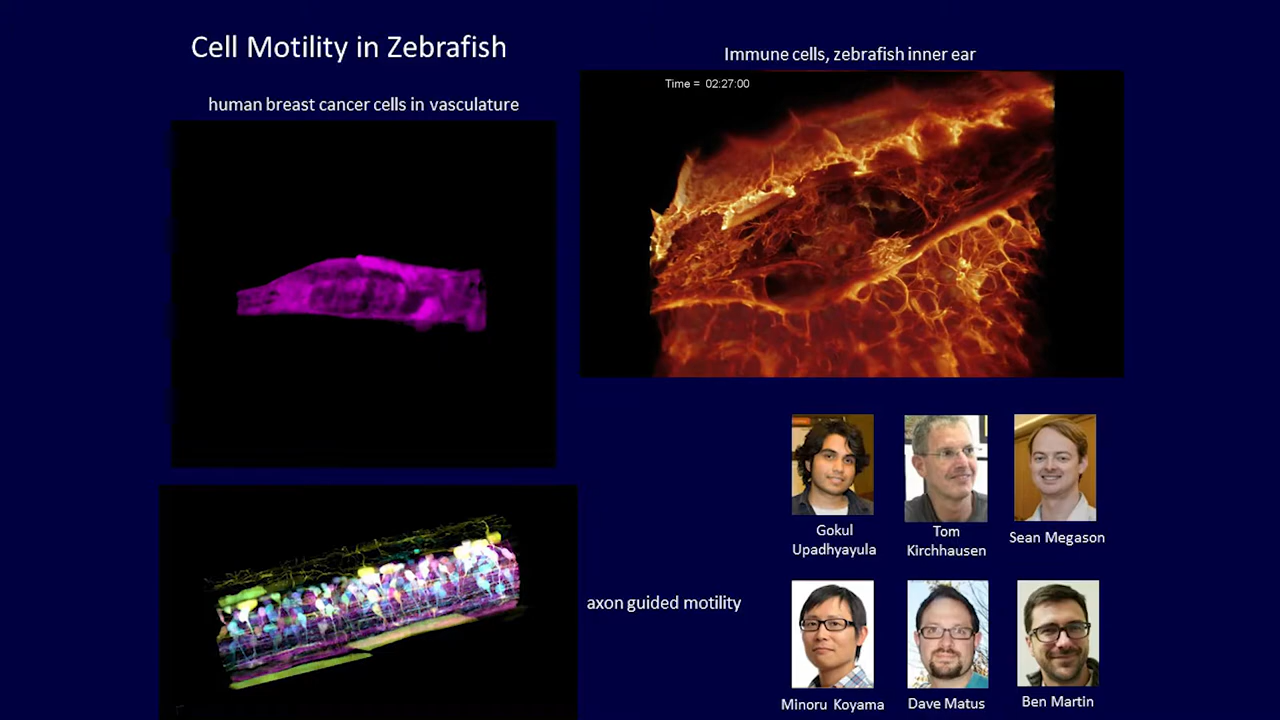 Cell Motility in Zebrafish
Immune cells, zebrafish inner ear
Time = 02:27:00
human breast cancer cells in vasculature
axon guided motility
Gokul
Upadhyayula
Tom
Kirchhausen
Sean Megason
Minoru Koyama
Dave Matus
Ben Martin